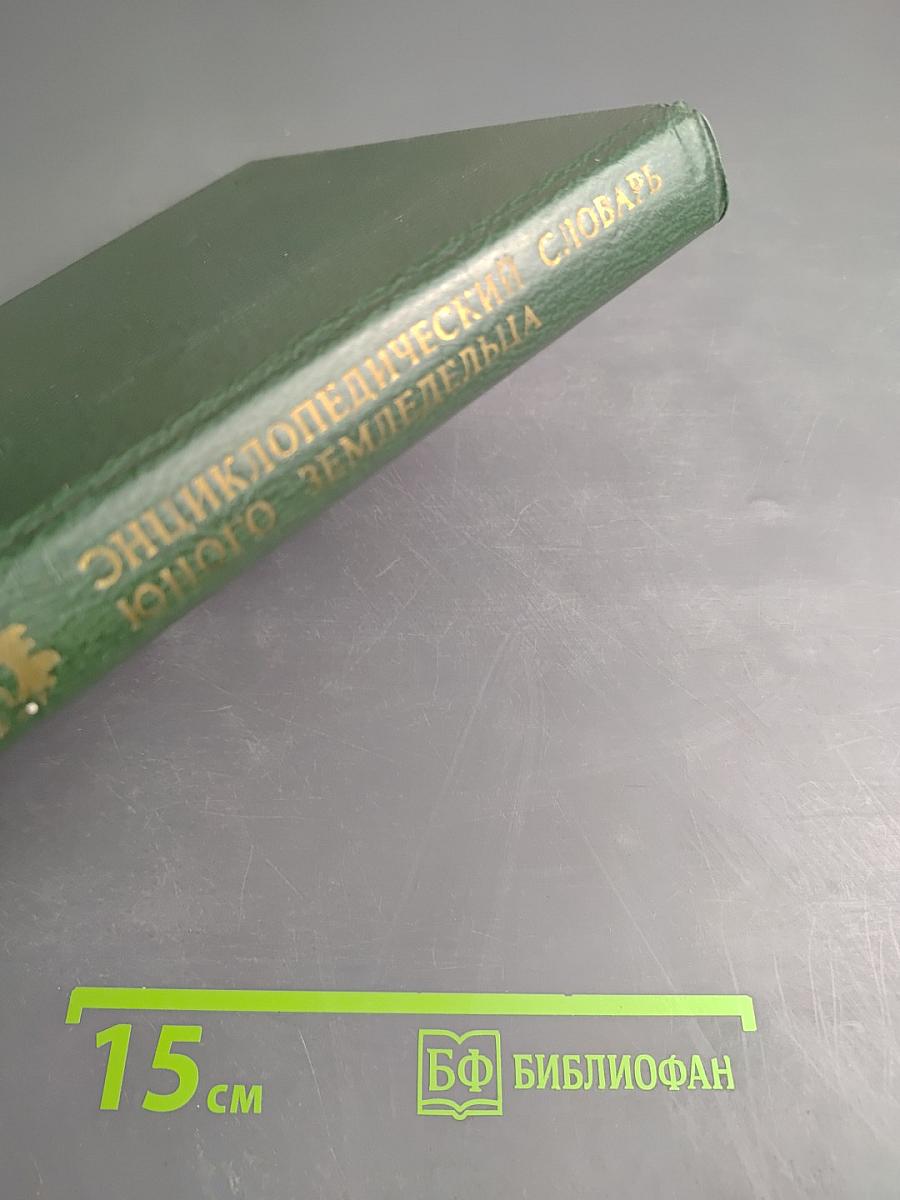 ЭНЦИКЛОПЕДИЧЕСКИЙ СЛОВАРЬ
ЮНОГО ЗЕМЛЕДЕЛЬЦА
15 см
БФ БИБЛИОФАН